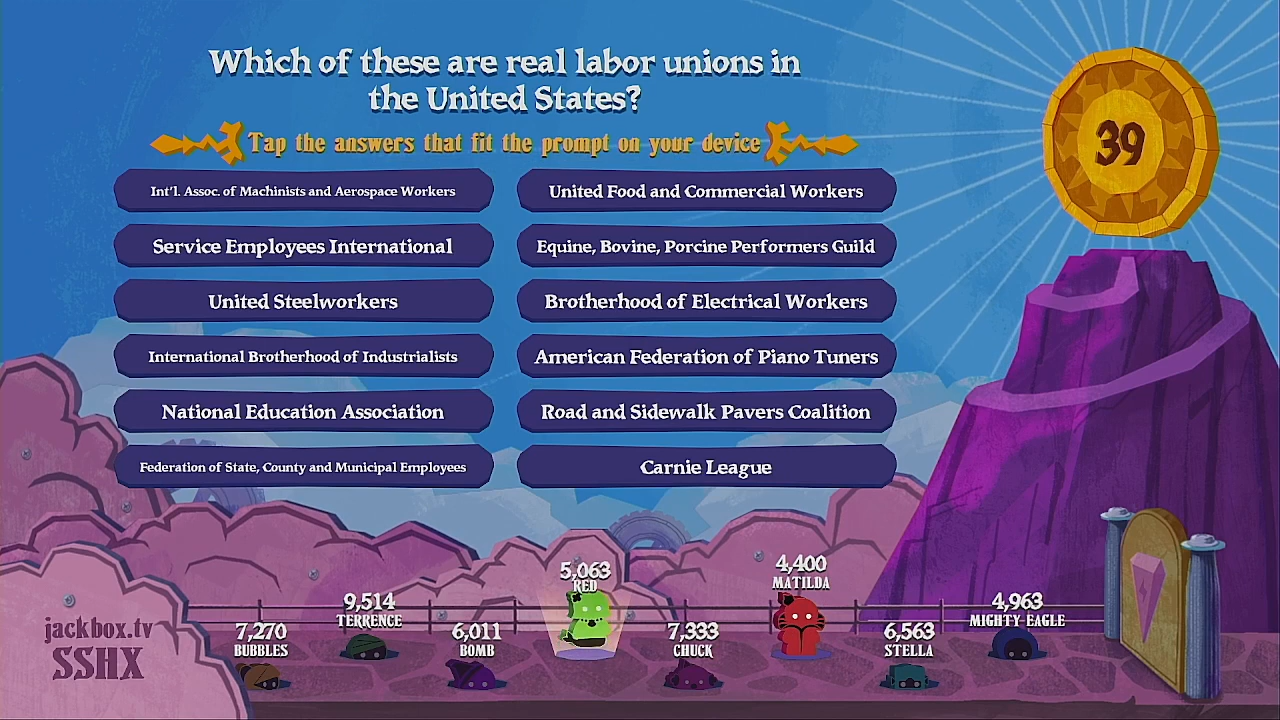 Which of these are real labor unions in
the United States?
Tap the answers that fit the prompt on your device
39
Int'l. Assoc. of Machinists and Aerospace Workers
United Food and Commercial Workers
Service Employees International
Equine, Bovine, Porcine Performers Guild
United Steelworkers
Brotherhood of Electrical Workers
International Brotherhood of Industrialists
American Federation of Piano Tuners
National Education Association
Road and Sidewalk Pavers Coalition
Federation of State, County and Municipal Employees
Carnie League
jackbox.tv
SSHX
7,270
BUBBLES
9,514
TERRENCE
6,011
BOMB
5,063
RED
7,333
CHUCK
4,400
MATILDA
6,563
STELLA
4,963
MIGHTY EAGLE